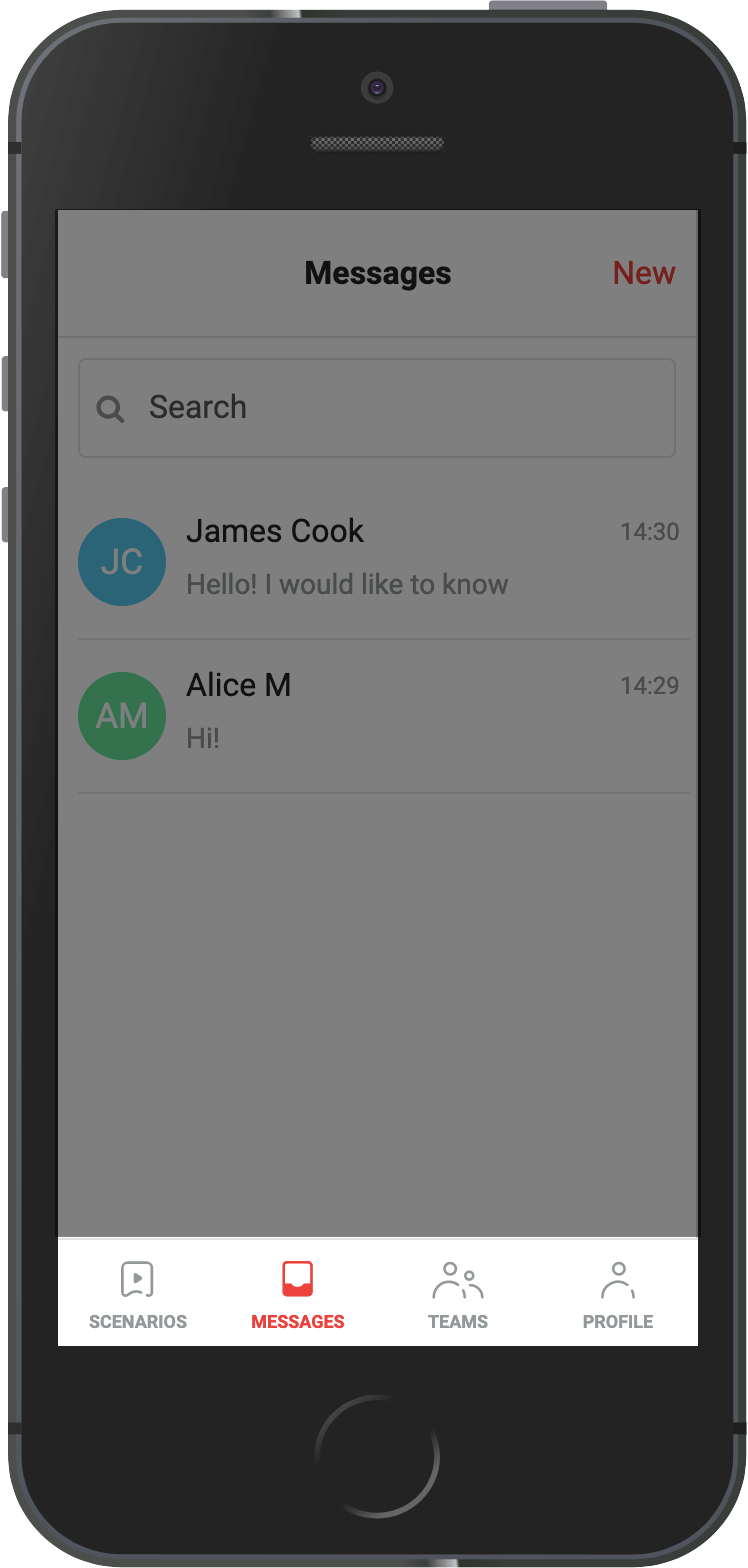 Messages New
Search
JC James Cook 14:30
Hello! I would like to know
AM Alice M 14:29
Hi!
SCENARIOS MESSAGES TEAMS PROFILE